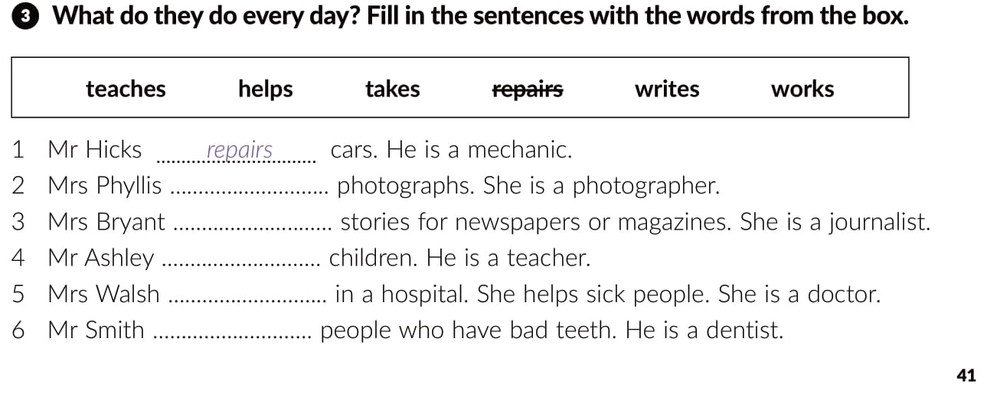 3 What do they do every day? Fill in the sentences with the words from the box.
teaches helps takes repairs writes works
1 Mr Hicks ........repairs........ cars. He is a mechanic.
2 Mrs Phyllis ............................ photographs. She is a photographer.
3 Mrs Bryant ............................ stories for newspapers or magazines. She is a journalist.
4 Mr Ashley ............................ children. He is a teacher.
5 Mrs Walsh ............................ in a hospital. She helps sick people. She is a doctor.
6 Mr Smith ............................ people who have bad teeth. He is a dentist.
41